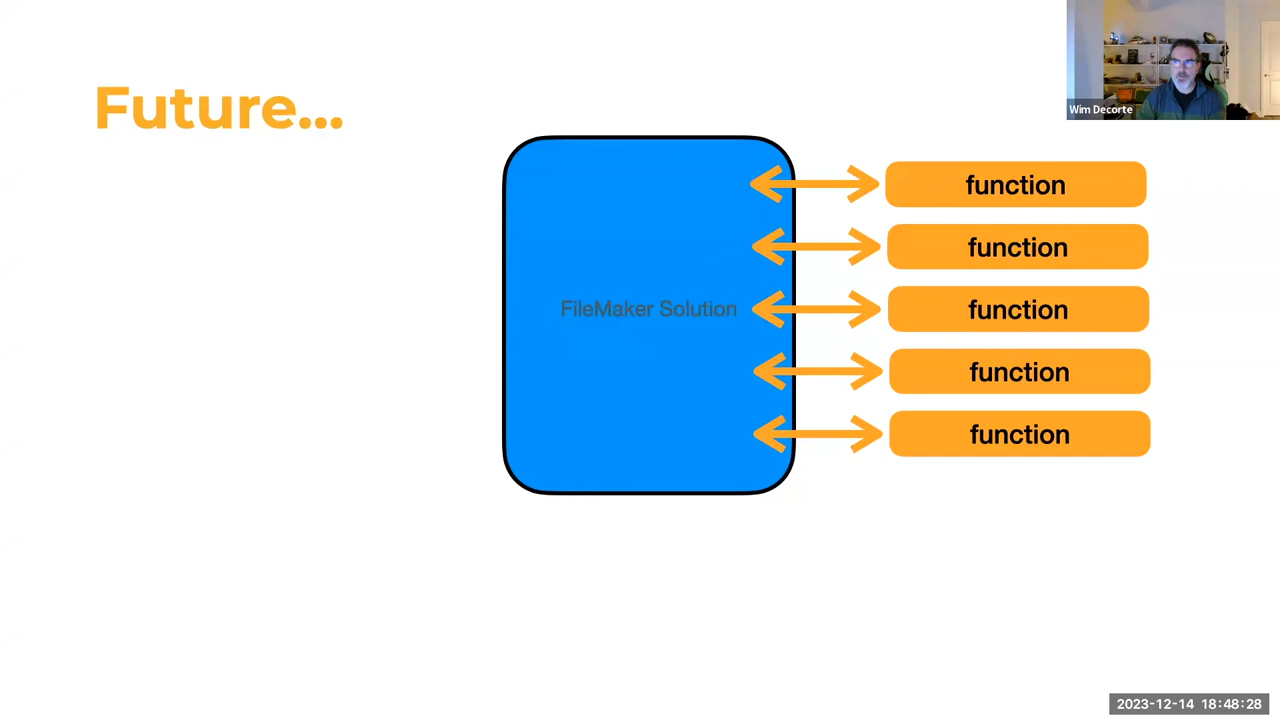 Future...
Wim Decorte
function
function
FileMaker Solution
function
function
function
2023-12-14 18:48:28